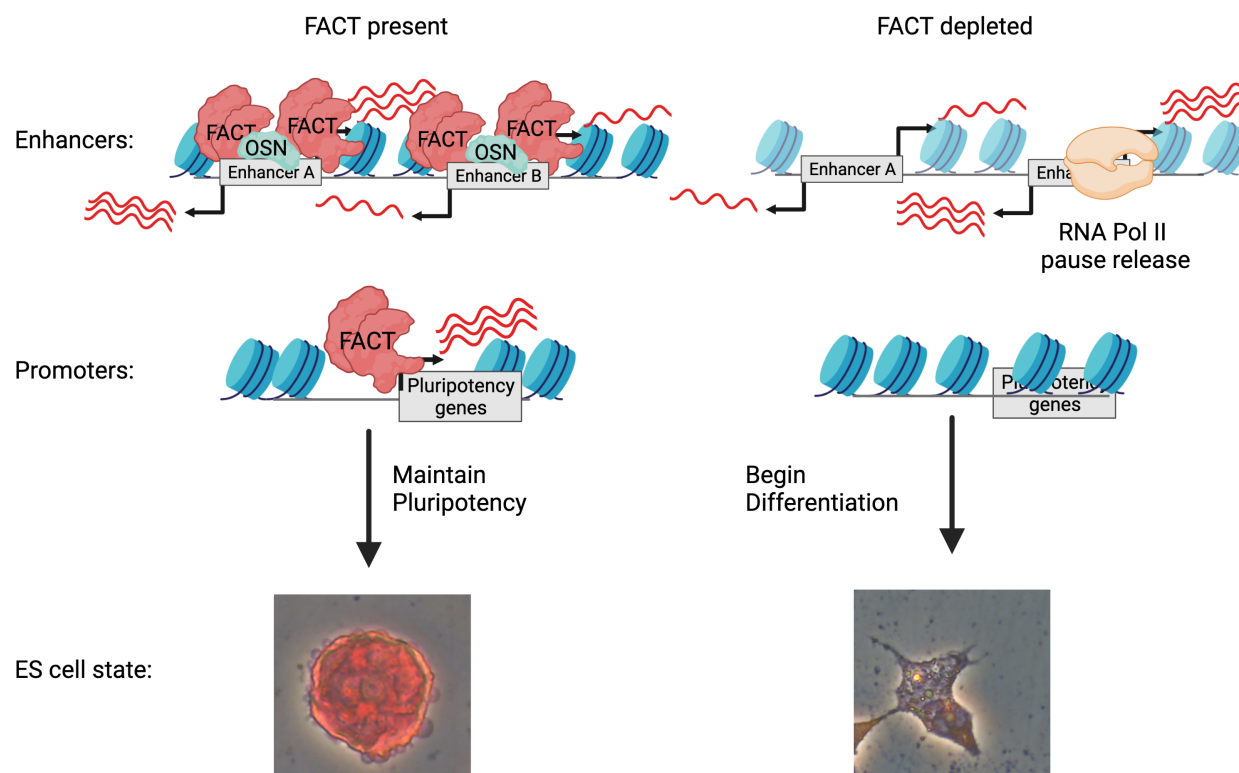 FACT present
FACT depleted
Enhancers:
FACT
FACT
OSN
Enhancer A
FACT
FACT
OSN
Enhancer B
Enhancer A
Enha
RNA Pol II
pause release
Promoters:
FACT
Pluripotency
genes
genes
Maintain
Pluripotency
Begin
Differentiation
ES cell state: